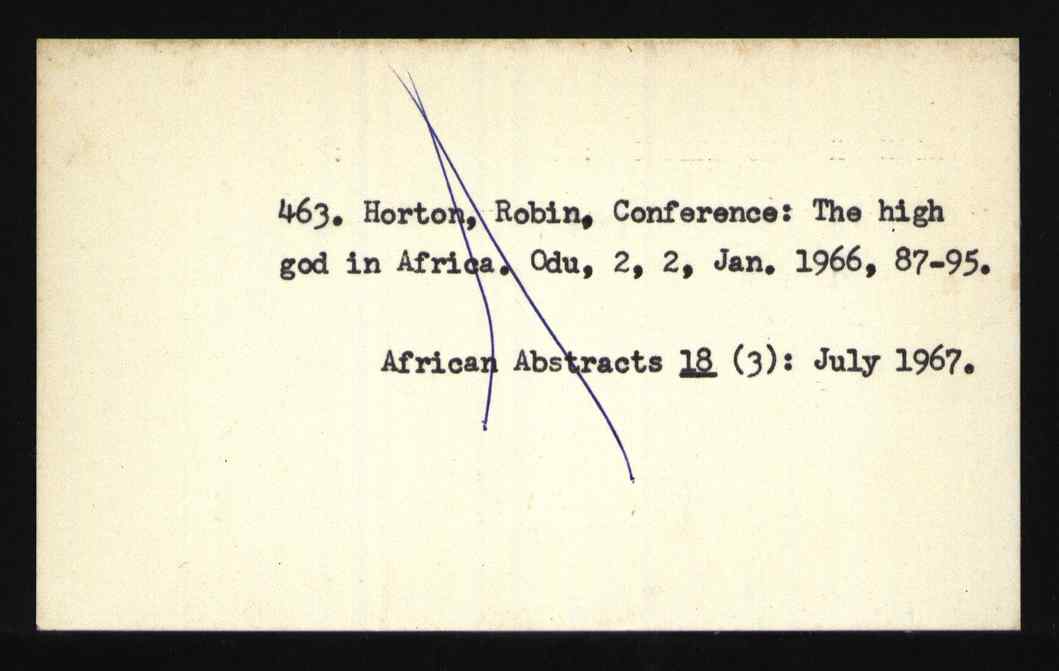 463. Horton, Robin, Conference: The high
god in Africa. Odu, 2, 2, Jan. 1966, 87-95.
African Abstracts 18 (3): July 1967.